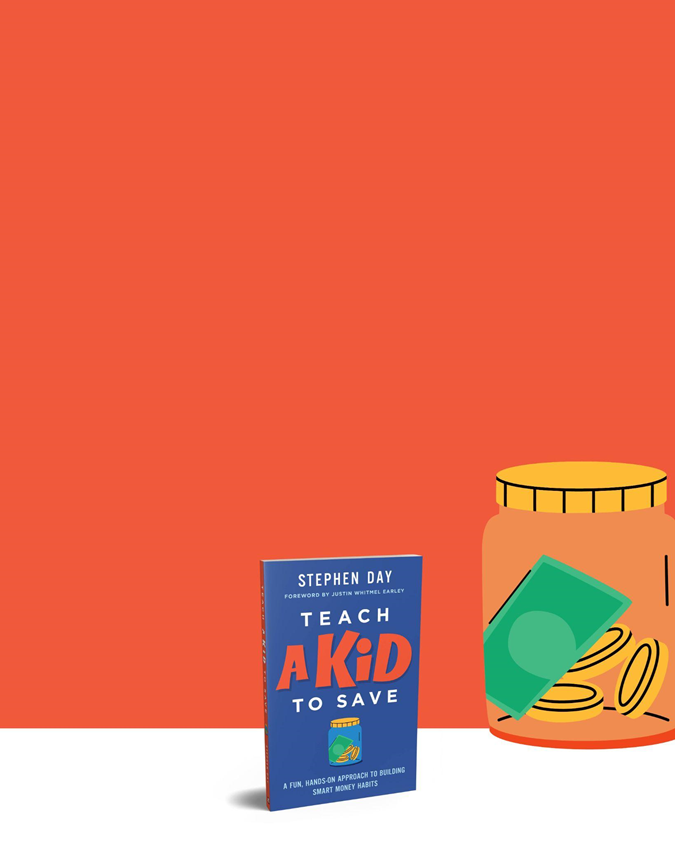 STEPHEN DAY
FOREWORD BY JUSTIN WHITMEL EARLEY
TEACH
A KiD
TO SAVE
A FUN, HANDS-ON APPROACH TO BUILDING
SMART MONEY HABITS